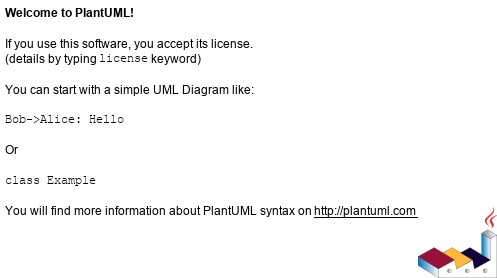 Welcome to PlantUML!
If you use this software, you accept its license.
(details by typing license keyword)
You can start with a simple UML Diagram like:
Bob->Alice: Hello
Or
class Example
You will find more information about PlantUML syntax on http://plantuml.com